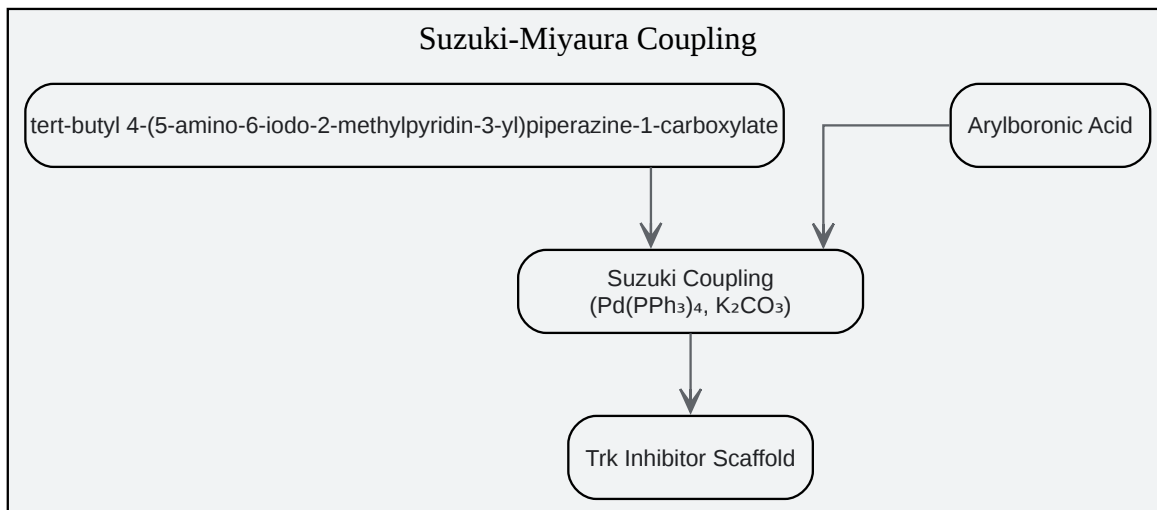 Suzuki-Miyaura Coupling
tert-butyl 4-(5-amino-6-iodo-2-methylpyridin-3-yl)piperazine-1-carboxylate
Arylboronic Acid
Suzuki Coupling
(Pd(PPh₃)₄, K₂CO₃)
Trk Inhibitor Scaffold